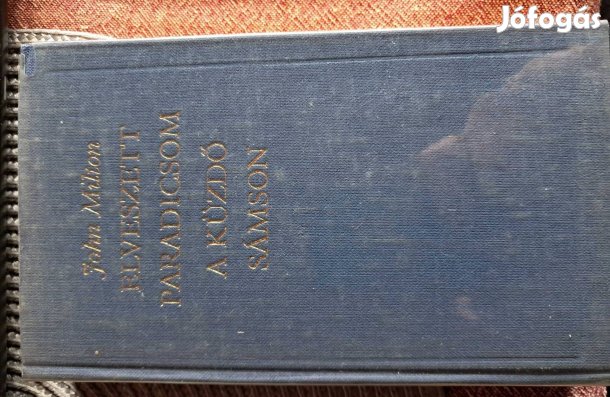 Jófogás
John Milton
ELVESZETT
PARADICSOM
A KÜZDŐ
SÁMSON